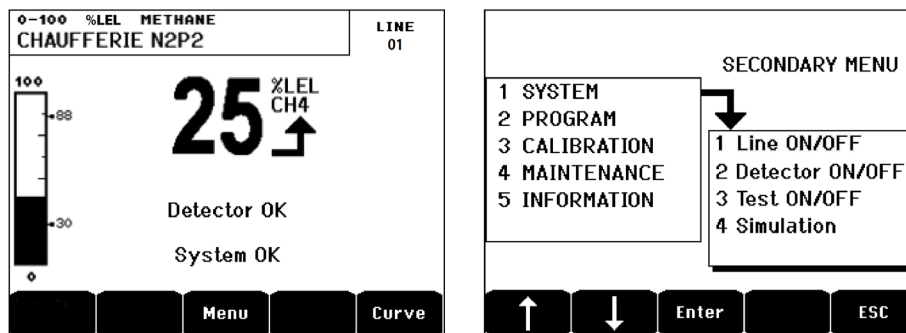 0-100 %LEL METHANE
CHAUFFERIE N2P2
LINE
01
100
88
30
0
25
%LEL
CH4
Detector OK
System OK
Menu
Curve
SECONDARY MENU
1 SYSTEM
2 PROGRAM
3 CALIBRATION
4 MAINTENANCE
5 INFORMATION
1 Line ON/OFF
2 Detector ON/OFF
3 Test ON/OFF
4 Simulation
Enter
ESC